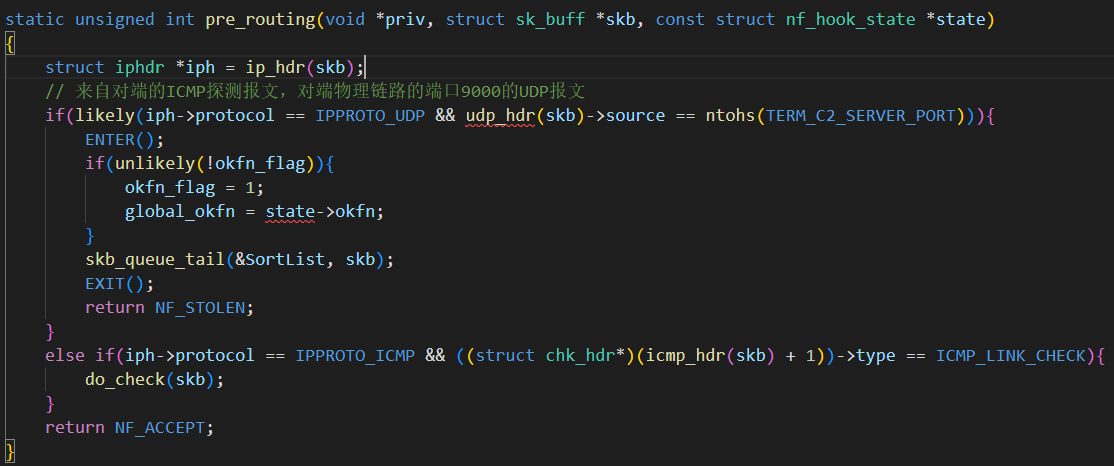 static unsigned int pre_routing(void *priv, struct sk_buff *skb, const struct nf_hook_state *state)
{
    struct iphdr *iph = ip_hdr(skb);
    // 来自对端的ICMP探测报文，对端物理链路的端口9000的UDP报文
    if(likely(iph->protocol == IPPROTO_UDP && udp_hdr(skb)->source == ntohs(TERM_C2_SERVER_PORT))){
        ENTER();
        if(unlikely(!okfn_flag)){
            okfn_flag = 1;
            global_okfn = state->okfn;
        }
        skb_queue_tail(&SortList, skb);
        EXIT();
        return NF_STOLEN;
    }
    else if(iph->protocol == IPPROTO_ICMP && ((struct chk_hdr*)(icmp_hdr(skb) + 1))->type == ICMP_LINK_CHECK){
        do_check(skb);
    }
    return NF_ACCEPT;
}